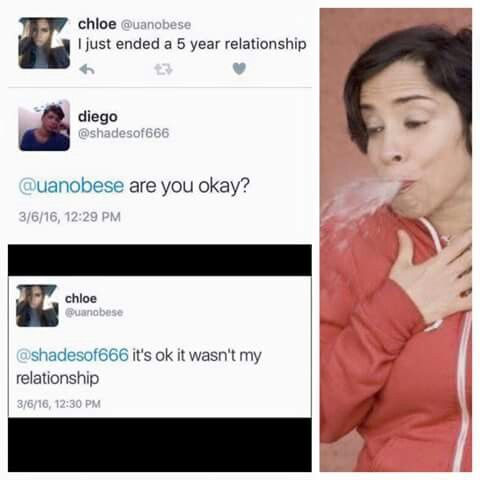 chloe @uanobese
I just ended a 5 year relationship
diego
@shadesof666
@uanobese are you okay?
3/6/16, 12:29 PM
chloe
@uanobese
@shadesof666 it's ok it wasn't my
relationship
3/6/16, 12:30 PM